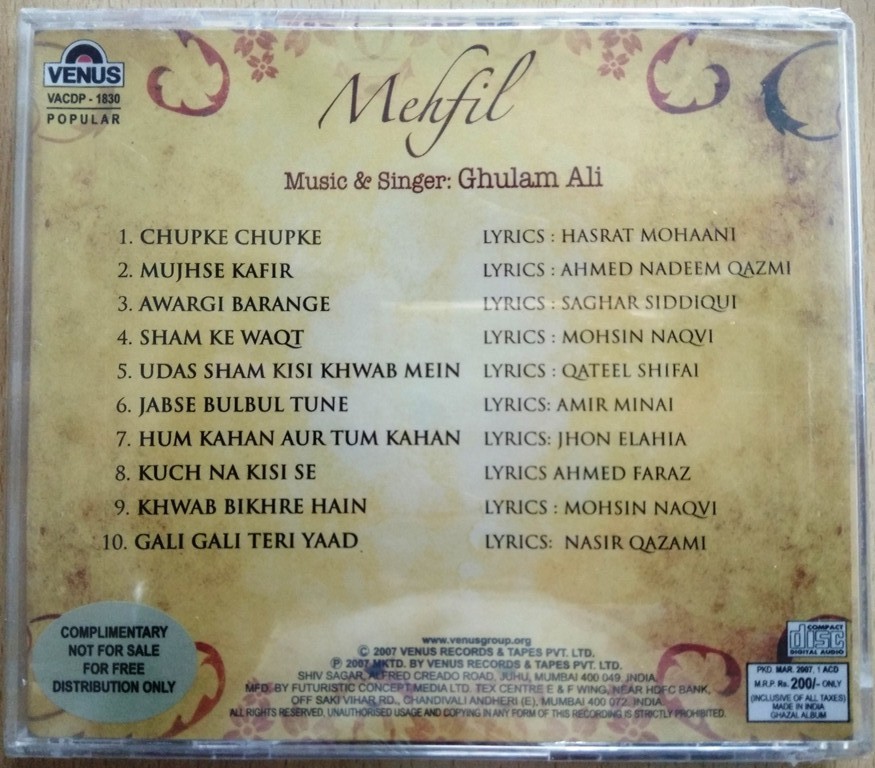 VENUS
VACDP - 1830
POPULAR
Mehfil
Music & Singer: Ghulam Ali
1. CHUPKE CHUPKE LYRICS : HASRAT MOHAANI
2. MUJHSE KAFIR LYRICS : AHMED NADEEM QAZMI
3. AWARGI BARANGE LYRICS : SAGHAR SIDDIQUI
4. SHAM KE WAQT LYRICS : MOHSIN NAQVI
5. UDAS SHAM KISI KHWAB MEIN LYRICS : QATEEL SHIFAI
6. JABSE BULBUL TUNE LYRICS: AMIR MINAI
7. HUM KAHAN AUR TUM KAHAN LYRICS: JHON ELAHIA
8. KUCH NA KISI SE LYRICS AHMED FARAZ
9. KHWAB BIKHRE HAIN LYRICS : MOHSIN NAQVI
10. GALI GALI TERI YAAD LYRICS: NASIR QAZAMI
COMPLIMENTARY
NOT FOR SALE
FOR FREE
DISTRIBUTION ONLY
www.venusgroup.org
© 2007 VENUS RECORDS & TAPES PVT. LTD.
℗ 2007 MKTD. BY VENUS RECORDS & TAPES PVT. LTD.
SHIV SAGAR, ALFRED CREADO ROAD, JUHU, MUMBAI 400 049. INDIA.
MFD. BY FUTURISTIC CONCEPT MEDIA LTD. TEX CENTRE E & F WING, NEAR HDFC BANK,
OFF SAKI VIHAR RD., CHANDIVALI ANDHERI (E), MUMBAI 400 072. INDIA
ALL RIGHTS RESERVED, UNAUTHORISED USAGE AND COPYING IN ANY FORM OF THIS RECORDING IS STRICTLY PROHIBITED.
COMPACT
disc
DIGITAL AUDIO
PKD. MAR. 2007, 1 ACD
M.R.P. Rs. 200/- ONLY
(INCLUSIVE OF ALL TAXES)
MADE IN INDIA
GHAZAL ALBUM